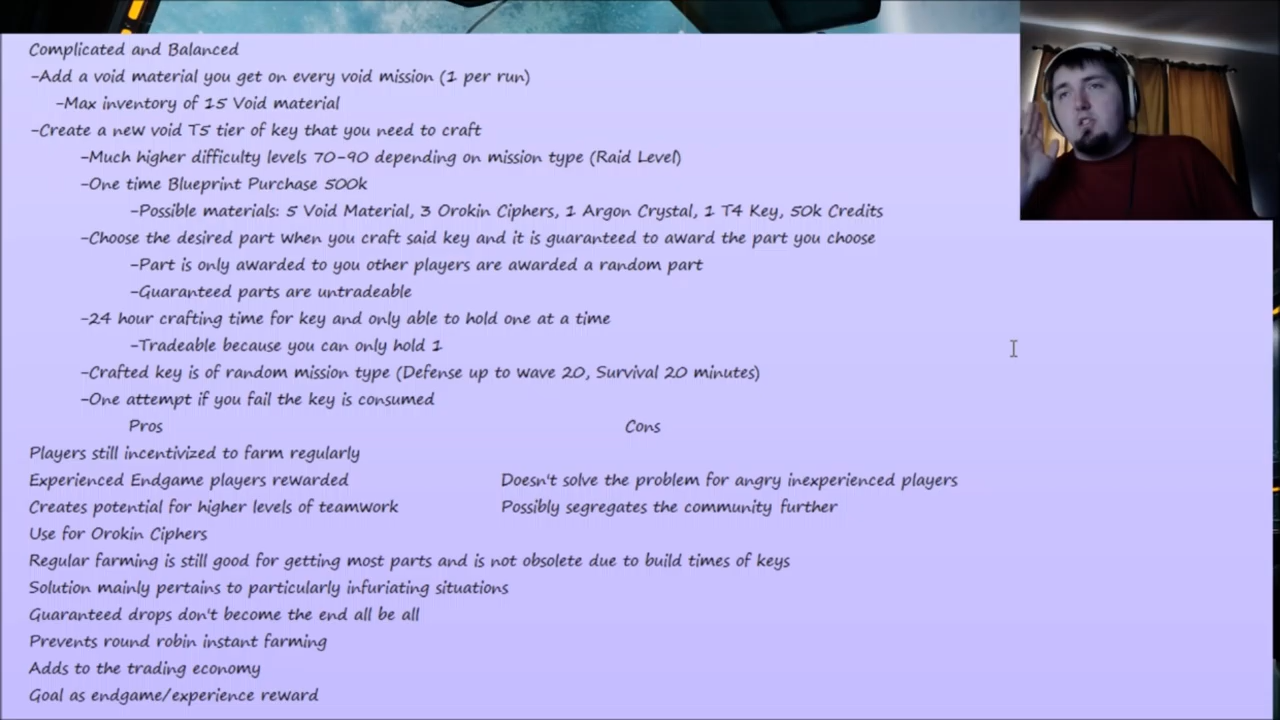 Complicated and Balanced
-Add a void material you get on every void mission (1 per run)
-Max inventory of 15 Void material
-Create a new void T5 tier of key that you need to craft
-Much higher difficulty levels 70-90 depending on mission type (Raid Level)
-One time Blueprint Purchase 500k
-Possible materials: 5 Void Material, 3 Orokin Ciphers, 1 Argon Crystal, 1 T4 Key, 50k Credits
-Choose the desired part when you craft said key and it is guaranteed to award the part you choose
-Part is only awarded to you other players are awarded a random part
-Guaranteed parts are untradeable
-24 hour crafting time for key and only able to hold one at a time
-Tradeable because you can only hold 1
-Crafted key is of random mission type (Defense up to wave 20, Survival 20 minutes)
-One attempt if you fail the key is consumed
Pros Cons
Players still incentivized to farm regularly
Experienced Endgame players rewarded Doesn't solve the problem for angry inexperienced players
Creates potential for higher levels of teamwork Possibly segregates the community further
Use for Orokin Ciphers
Regular farming is still good for getting most parts and is not obsolete due to build times of keys
Solution mainly pertains to particularly infuriating situations
Guaranteed drops don't become the end all be all
Prevents round robin instant farming
Adds to the trading economy
Goal as endgame/experience reward